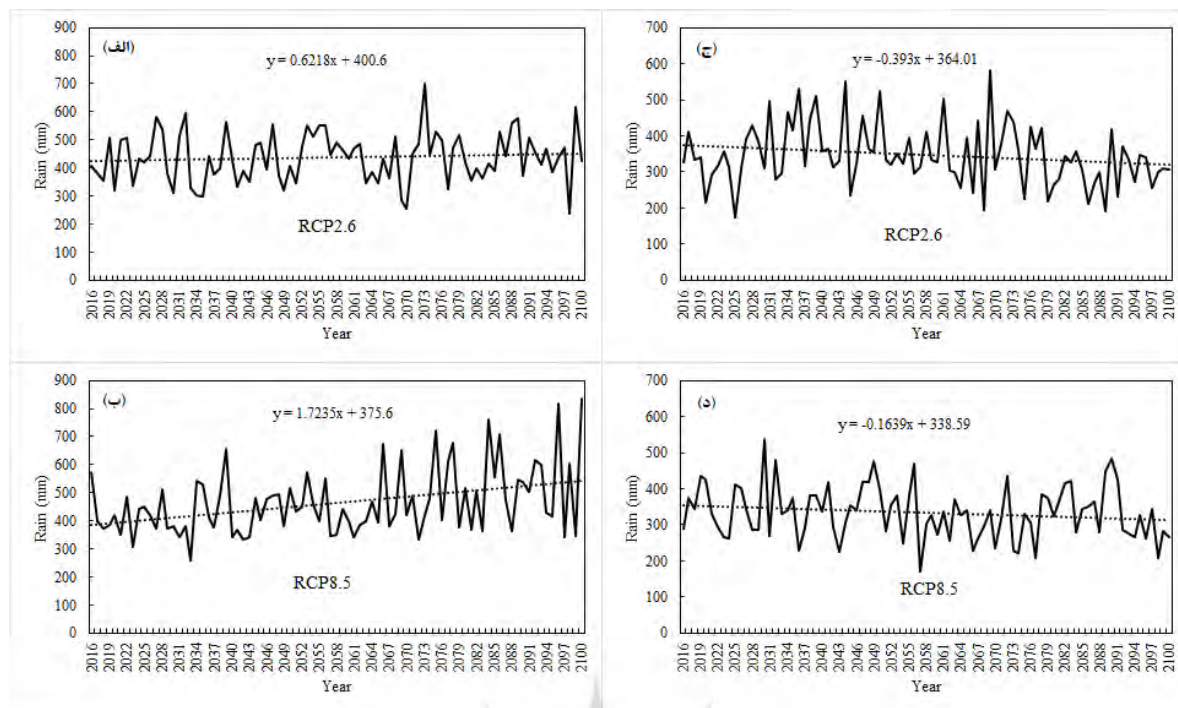 (الف)
y = 0.6218x + 400.6
900
800
700
600
500
400
300
200
100
0
Rain (mm)
RCP2.6
2016 2019 2022 2025 2028 2031 2034 2037 2040 2043 2046 2049 2052 2055 2058 2061 2064 2067 2070 2073 2076 2079 2082 2085 2088 2091 2094 2097 2100
Year
(ج)
y = -0.393x + 364.01
700
600
500
400
300
200
100
0
Rain (mm)
RCP2.6
2016 2019 2022 2025 2028 2031 2034 2037 2040 2043 2046 2049 2052 2055 2058 2061 2064 2067 2070 2073 2076 2079 2082 2085 2088 2091 2094 2097 2100
Year
(ب)
y = 1.7235x + 375.6
900
800
700
600
500
400
300
200
100
0
Rain (mm)
RCP8.5
2016 2019 2022 2025 2028 2031 2034 2037 2040 2043 2046 2049 2052 2055 2058 2061 2064 2067 2070 2073 2076 2079 2082 2085 2088 2091 2094 2097 2100
Year
(د)
y = -0.1639x + 338.59
700
600
500
400
300
200
100
0
Rain (mm)
RCP8.5
2016 2019 2022 2025 2028 2031 2034 2037 2040 2043 2046 2049 2052 2055 2058 2061 2064 2067 2070 2073 2076 2079 2082 2085 2088 2091 2094 2097 2100
Year